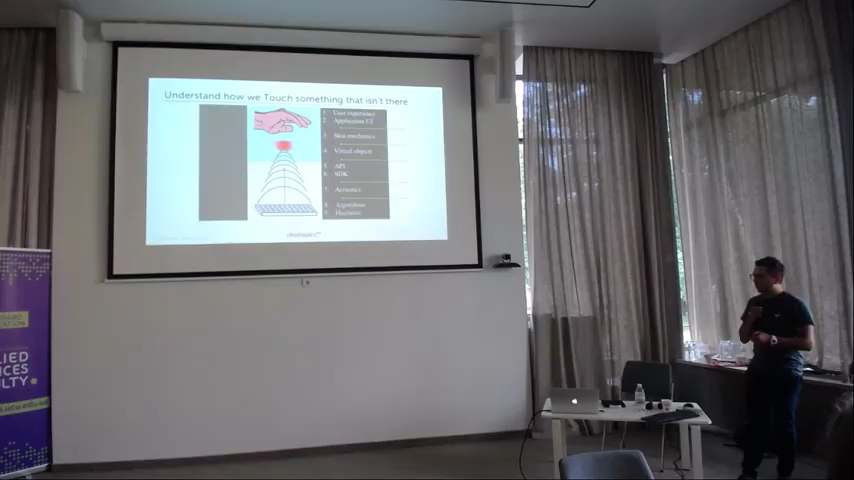 Understand how we Touch something that isn't there
1 User experience
2 Application UI
3 Skin mechanics
4 Virtual objects
5 API
6 SDK
7 Acoustics
8 Algorithms
9 Hardware
ultrahaptics